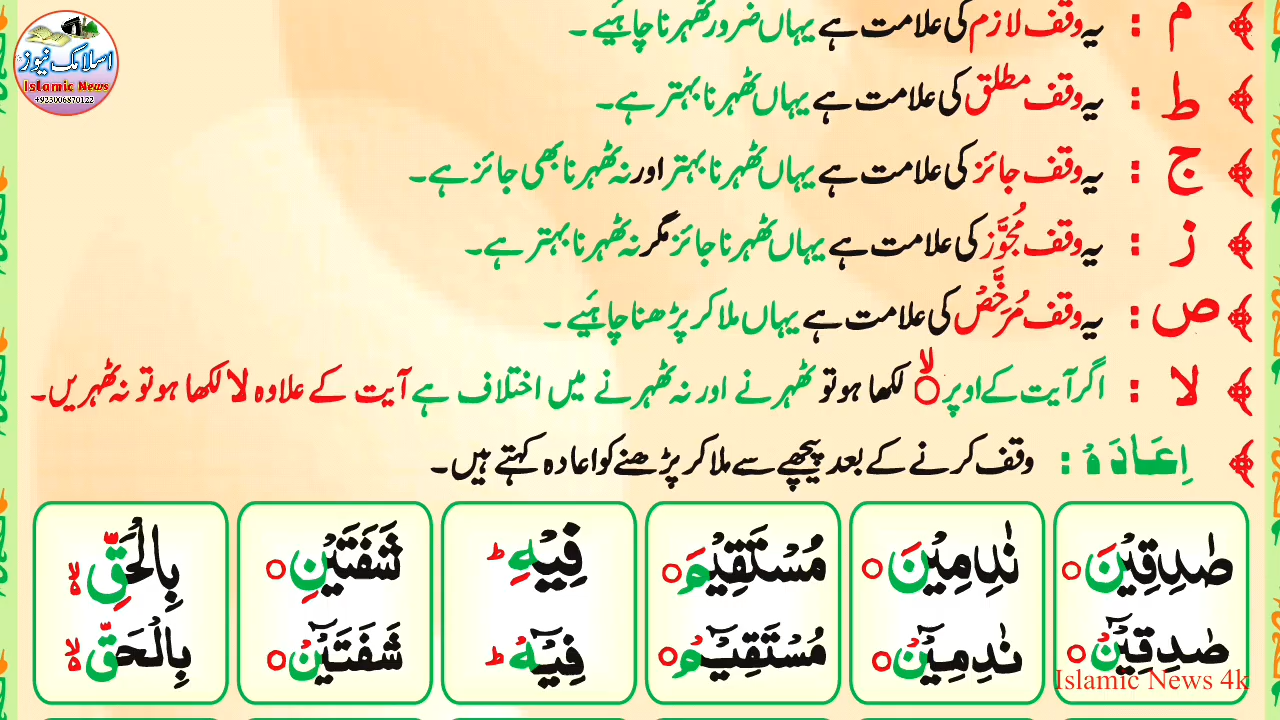 اسلامک نیوز
Islamic News
+923006870122
م : یہ وقف لازم کی علامت ہے یہاں ضرور ٹھہرنا چاہیے ۔
ط : یہ وقف مطلق کی علامت ہے یہاں ٹھہرنا بہتر ہے۔
ج : یہ وقف جائز کی علامت ہے یہاں ٹھہرنا بہتر اور نہ ٹھہرنا بھی جائز ہے۔
ز : یہ وقف مُجَوَّز کی علامت ہے یہاں ٹھہرنا جائز مگر نہ ٹھہرنا بہتر ہے۔
ص : یہ وقف مُرَخَّص کی علامت ہے یہاں ملا کر پڑھنا چاہئیے ۔
لا : اگر آیت کے اوپر ۝ۙ لکھا ہو تو ٹھہرنے اور نہ ٹھہرنے میں اختلاف ہے آیت کے علاوہ لا لکھا ہو تو نہ ٹھہریں۔
اِعَادَہ : وقف کرنے کے بعد پیچھے سے ملا کر پڑھنے کو اعادہ کہتے ہیں۔
صٰدِقِيْنَ ○ نٰدِمِيْنَ ○ مُسْتَقِيْمَ ○ فِيْهِ ؕ شَفَتَيْنِ ○ بِالْحَقِّ ۙ
صٰدِقِيْٓنْ ○ نٰدِمِيْٓنْ ○ مُسْتَقِيْٓمْ ○ فِيْٓهْ ؕ شَفَتَيْٓنْ ○ بِالْحَقّْ ۙ
Islamic News 4k